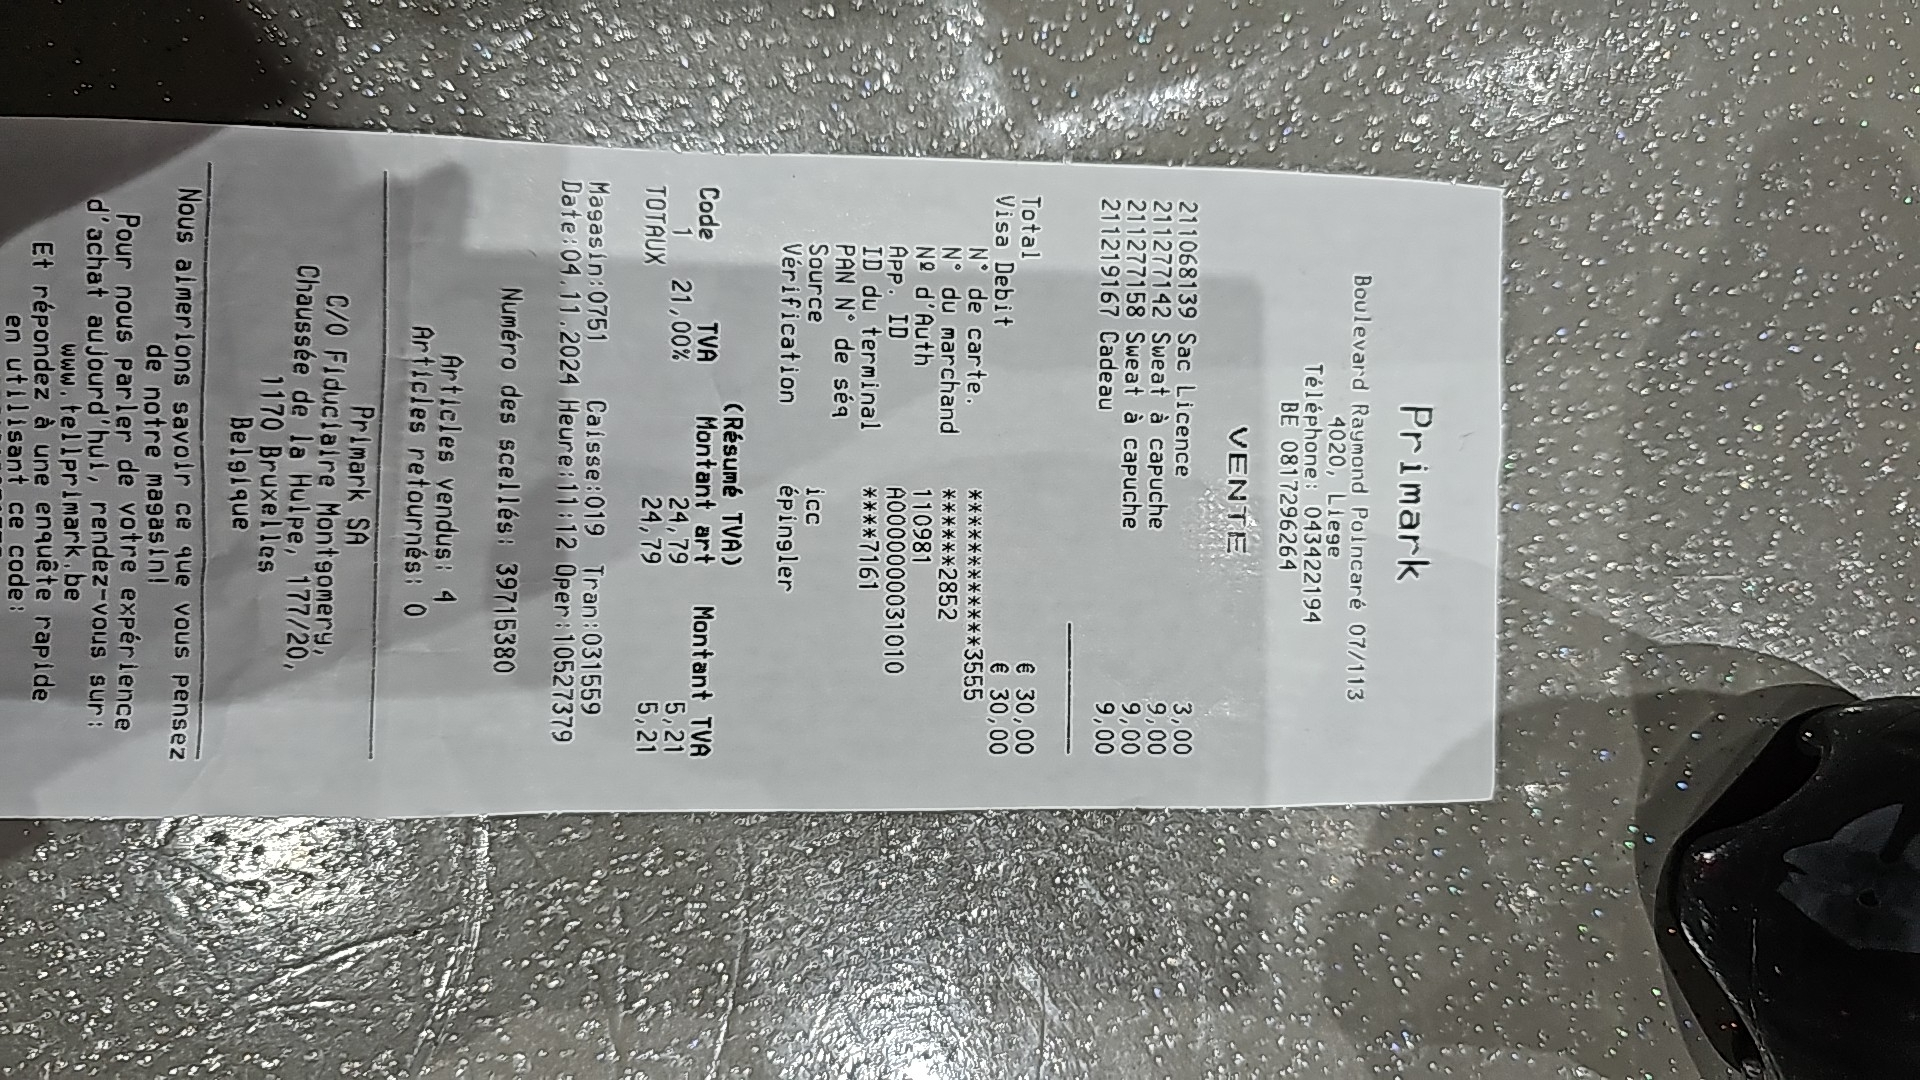 Primark
Boulevard Raymond Poincaré 07/113
4020, Liege
Téléphone: 043422194
BE 0817296264
VENTE
211068139 Sac Licence 3,00
211277142 Sweat à capuche 9,00
211277158 Sweat à capuche 9,00
211219167 Cadeau 9,00
Total € 30,00
Visa Debit € 30,00
N° de carte. ************3555
N° du marchand ******2852
Nº d'Auth 110981
App. ID A0000000031010
ID du terminal ****7161
PAN N° de séq
Source icc
Vérification épingler
(Résumé TVA)
Code TVA Montant art Montant TVA
1 21,00% 24,79 5,21
TOTAUX 24,79 5,21
Magasin:0751 Caisse:019 Tran:031559
Date:04.11.2024 Heure:11:12 Oper:10527379
Numéro des scellés: 39715380
Articles vendus: 4
Articles retournés: 0
Primark SA
C/O Fiduciaire Montgomery,
Chaussée de la Hulpe, 177/20,
1170 Bruxelles
Belgique
Nous aimerions savoir ce que vous pensez
de notre magasin!
Pour nous parler de votre expérience
d'achat aujourd'hui, rendez-vous sur:
www.tellprimark.be
Et répondez à une enquête rapide
en utilisant ce code: